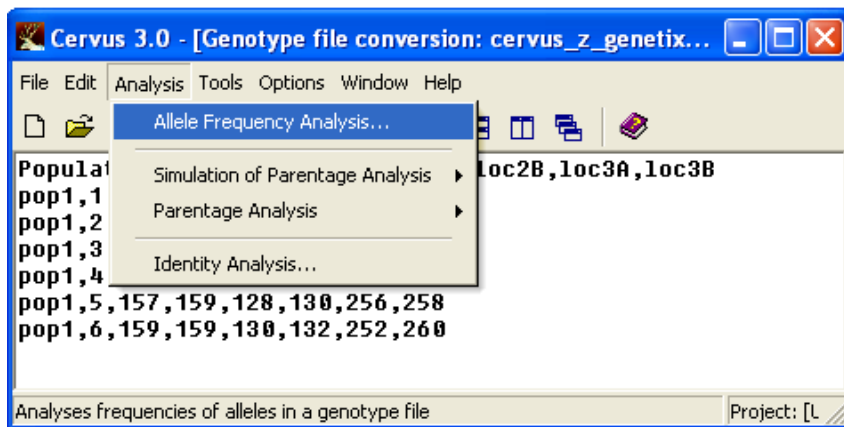 Cervus 3.0 - [Genotype file conversion: cervus_z_genetix...
File Edit Analysis Tools Options Window Help
Allele Frequency Analysis...
Simulation of Parentage Analysis
Parentage Analysis
Identity Analysis...
loc2B,loc3A,loc3B
pop1,1
pop1,2
pop1,3
pop1,4
pop1,5,157,159,128,130,256,258
pop1,6,159,159,130,132,252,260
Analyses frequencies of alleles in a genotype file
Project: [